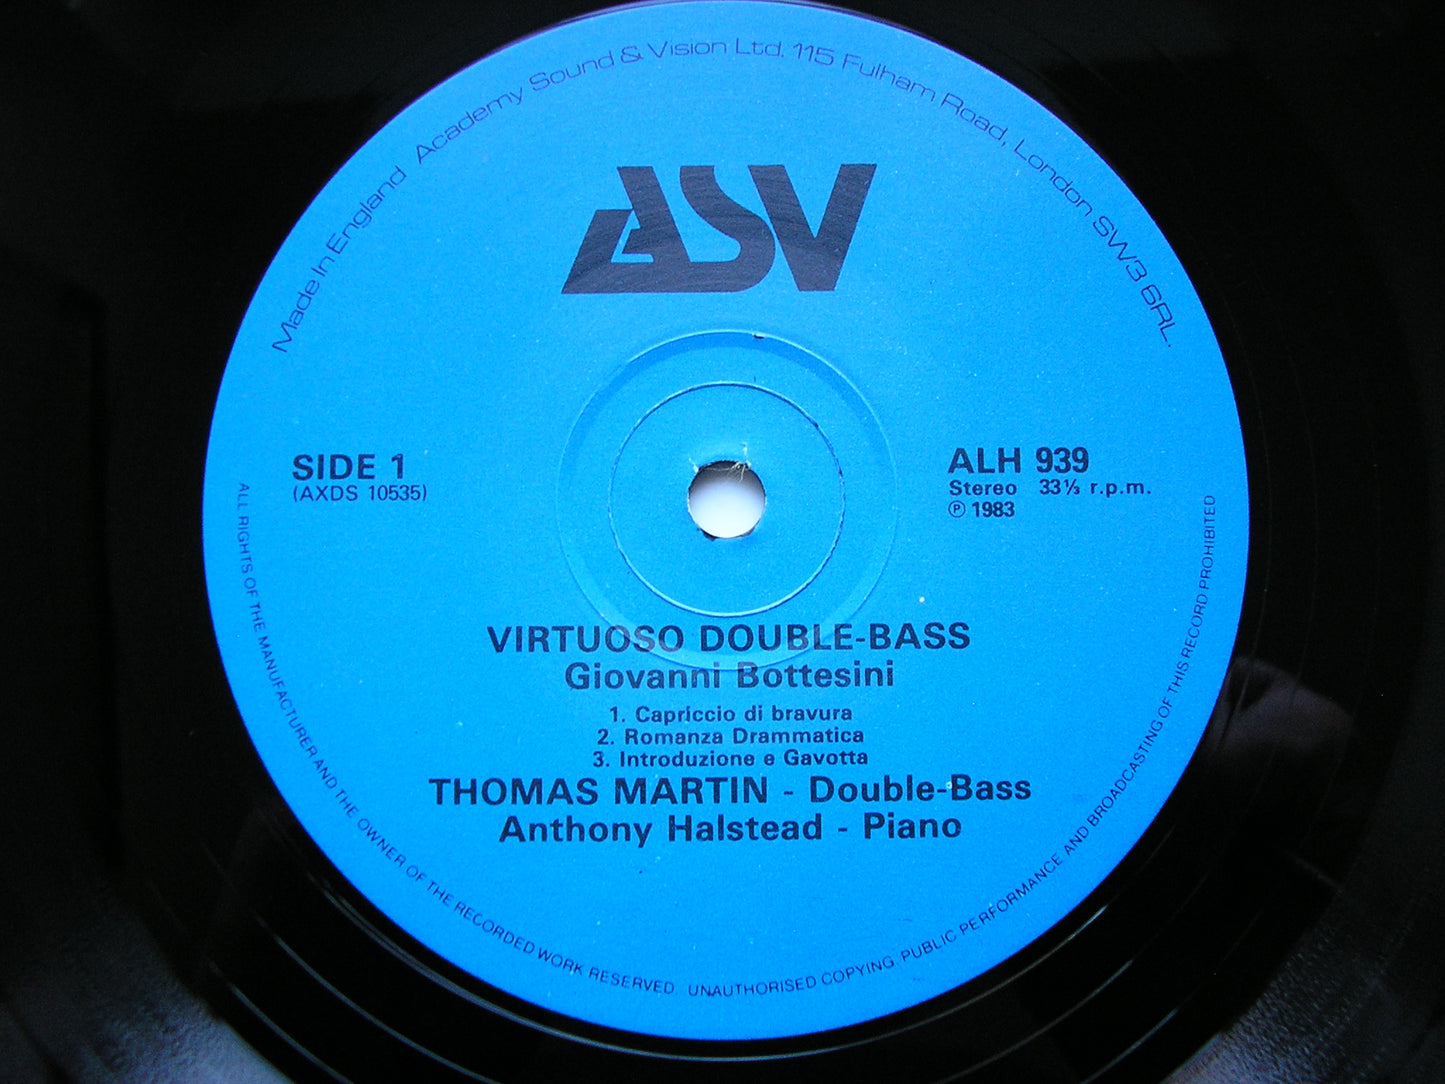 Made in England Academy Sound & Vision Ltd. 115 Fulham Road, London SW3 6RL.
ASV
SIDE 1
(AXDS 10535)
ALH 939
Stereo 33⅓ r.p.m.
℗ 1983
VIRTUOSO DOUBLE-BASS
Giovanni Bottesini
1. Capriccio di bravura
2. Romanza Drammatica
3. Introduzione e Gavotta
THOMAS MARTIN - Double-Bass
Anthony Halstead - Piano
ALL RIGHTS OF THE MANUFACTURER AND THE OWNER OF THE RECORDED WORK RESERVED. UNAUTHORISED COPYING. PUBLIC PERFORMANCE AND BROADCASTING OF THIS RECORD PROHIBITED